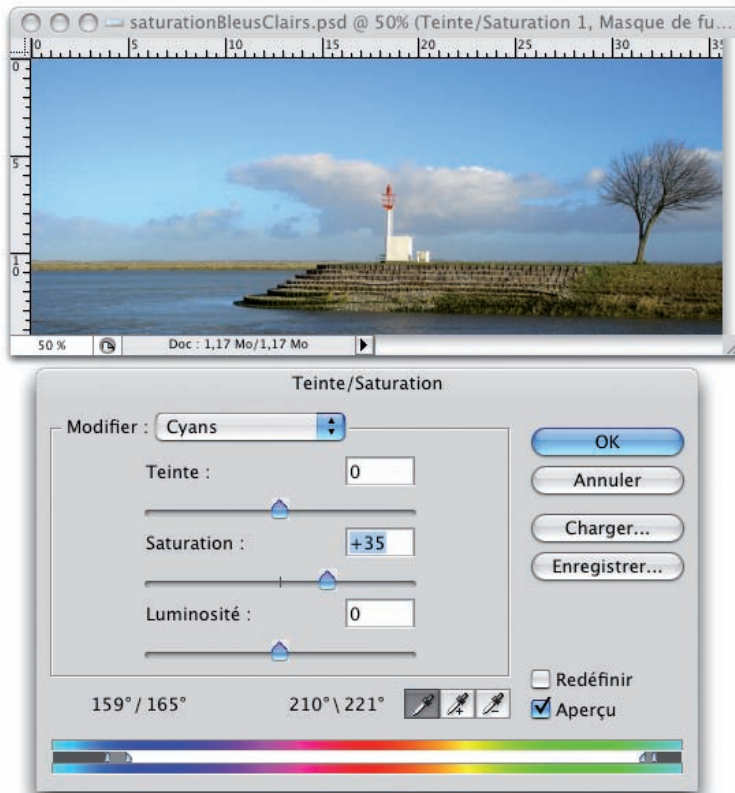 saturationBleusClairs.psd @ 50% (Teinte/Saturation 1, Masque de fu...
0 5 10 15 20 25 30 35
0
5
10
50 % Doc : 1,17 Mo/1,17 Mo
Teinte/Saturation
Modifier : Cyans
OK
Teinte : 0
Annuler
Charger...
Saturation : +35
Enregistrer...
Luminosité : 0
Redéfinir
159°/165° 210°\221° Aperçu